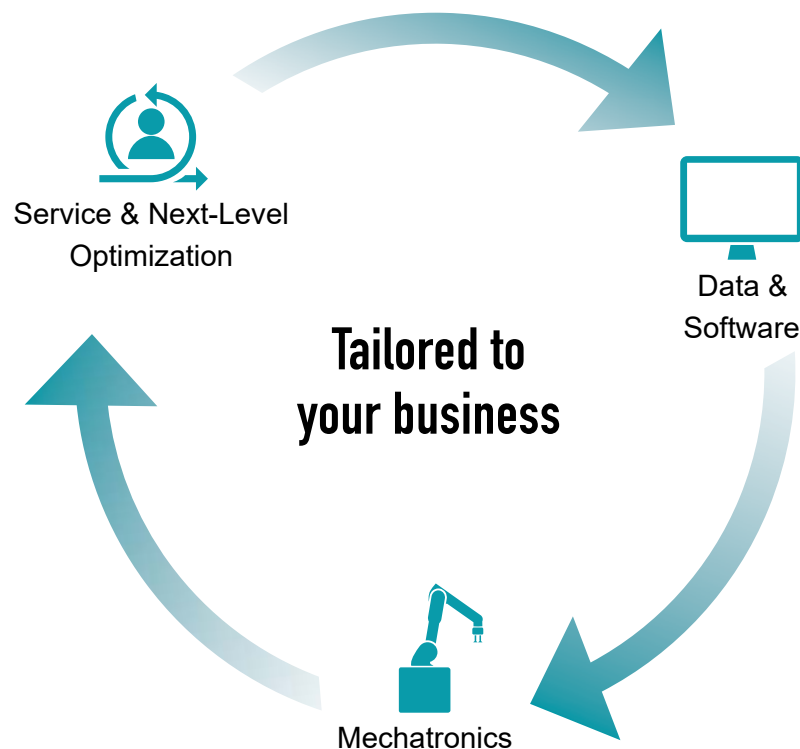 Service & Next-Level
Optimization
Data &
Software
Tailored to
your business
Mechatronics